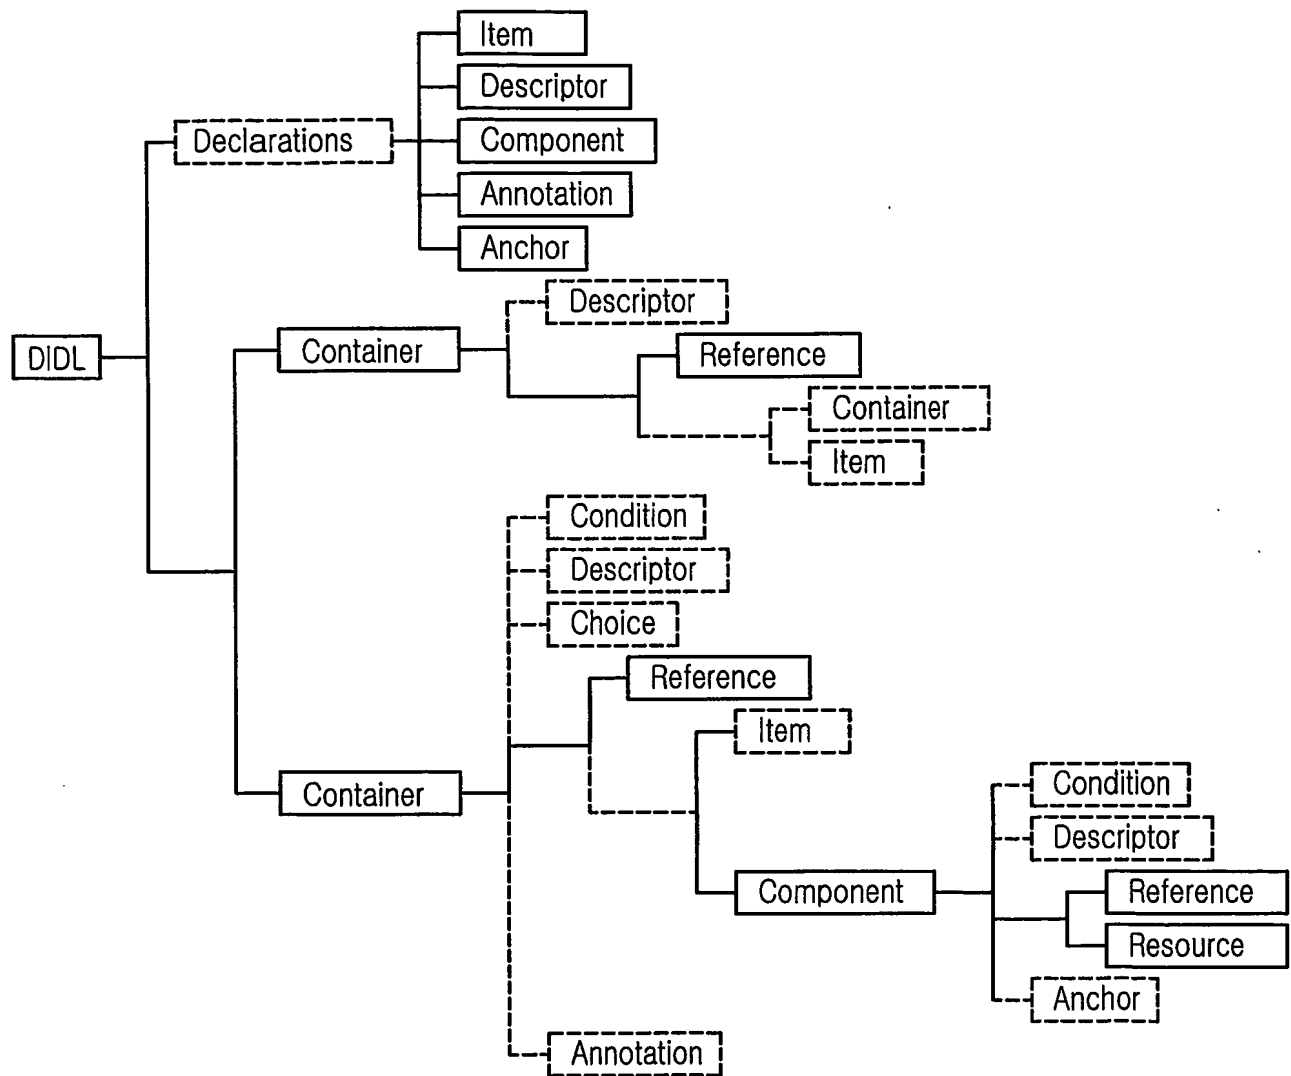 Item
Descriptor
Declarations
Component
Annotation
Anchor
Descriptor
DIDL
Container
Reference
Container
Item
Condition
Descriptor
Choice
Reference
Item
Condition
Container
Descriptor
Component
Reference
Resource
Anchor
Annotation